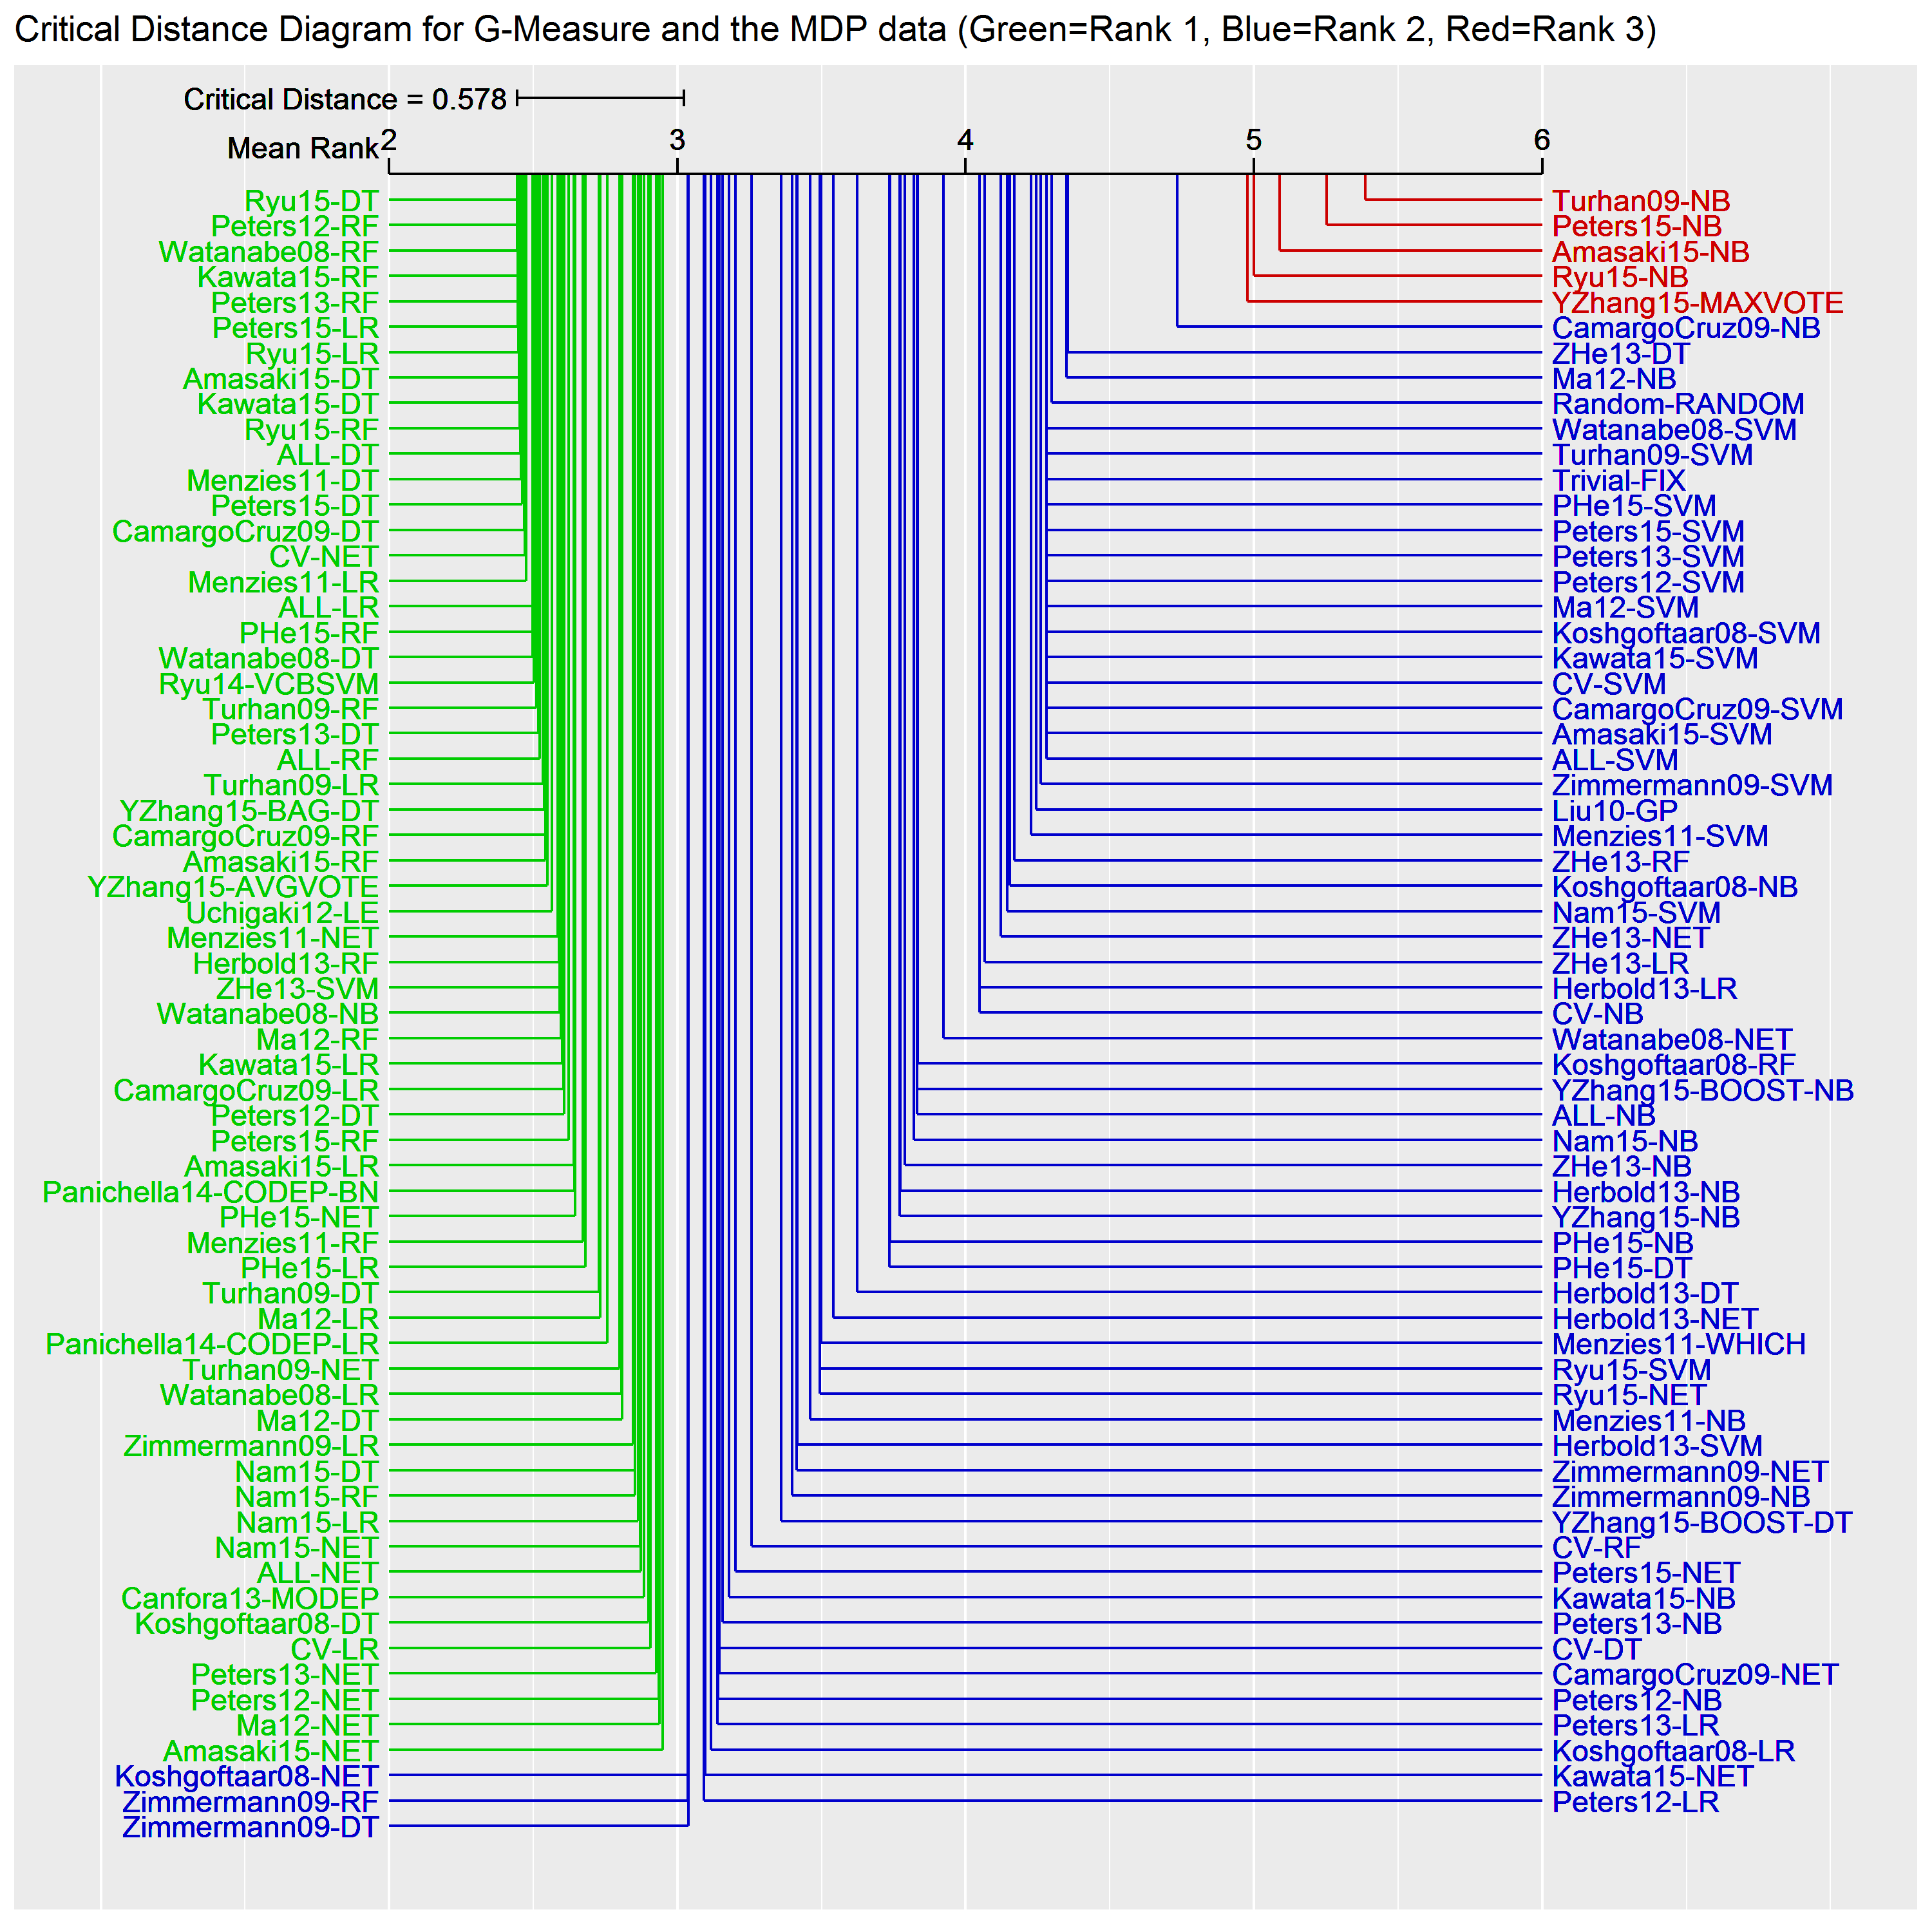 Critical Distance Diagram for G-Measure and the MDP data (Green=Rank 1, Blue=Rank 2, Red=Rank 3)
Critical Distance = 0.578
Mean Rank
2 3 4 5 6
Ryu15-DT
Peters12-RF
Watanabe08-RF
Kawata15-RF
Peters13-RF
Peters15-LR
Ryu15-LR
Amasaki15-DT
Kawata15-DT
Ryu15-RF
ALL-DT
Menzies11-DT
Peters15-DT
CamargoCruz09-DT
CV-NET
Menzies11-LR
ALL-LR
PHe15-RF
Watanabe08-DT
Ryu14-VCBSVM
Turhan09-RF
Peters13-DT
ALL-RF
Turhan09-LR
YZhang15-BAG-DT
CamargoCruz09-RF
Amasaki15-RF
YZhang15-AVGVOTE
Uchigaki12-LE
Menzies11-NET
Herbold13-RF
ZHe13-SVM
Watanabe08-NB
Ma12-RF
Kawata15-LR
CamargoCruz09-LR
Peters12-DT
Peters15-RF
Amasaki15-LR
Panichella14-CODEP-BN
PHe15-NET
Menzies11-RF
PHe15-LR
Turhan09-DT
Ma12-LR
Panichella14-CODEP-LR
Turhan09-NET
Watanabe08-LR
Ma12-DT
Zimmermann09-LR
Nam15-DT
Nam15-RF
Nam15-LR
Nam15-NET
ALL-NET
Canfora13-MODEP
Koshgoftaar08-DT
CV-LR
Peters13-NET
Peters12-NET
Ma12-NET
Amasaki15-NET
Koshgoftaar08-NET
Zimmermann09-RF
Zimmermann09-DT
Turhan09-NB
Peters15-NB
Amasaki15-NB
Ryu15-NB
YZhang15-MAXVOTE
CamargoCruz09-NB
ZHe13-DT
Ma12-NB
Random-RANDOM
Watanabe08-SVM
Turhan09-SVM
Trivial-FIX
PHe15-SVM
Peters15-SVM
Peters13-SVM
Peters12-SVM
Ma12-SVM
Koshgoftaar08-SVM
Kawata15-SVM
CV-SVM
CamargoCruz09-SVM
Amasaki15-SVM
ALL-SVM
Zimmermann09-SVM
Liu10-GP
Menzies11-SVM
ZHe13-RF
Koshgoftaar08-NB
Nam15-SVM
ZHe13-NET
ZHe13-LR
Herbold13-LR
CV-NB
Watanabe08-NET
Koshgoftaar08-RF
YZhang15-BOOST-NB
ALL-NB
Nam15-NB
ZHe13-NB
Herbold13-NB
YZhang15-NB
PHe15-NB
PHe15-DT
Herbold13-DT
Herbold13-NET
Menzies11-WHICH
Ryu15-SVM
Ryu15-NET
Menzies11-NB
Herbold13-SVM
Zimmermann09-NET
Zimmermann09-NB
YZhang15-BOOST-DT
CV-RF
Peters15-NET
Kawata15-NB
Peters13-NB
CV-DT
CamargoCruz09-NET
Peters12-NB
Peters13-LR
Koshgoftaar08-LR
Kawata15-NET
Peters12-LR